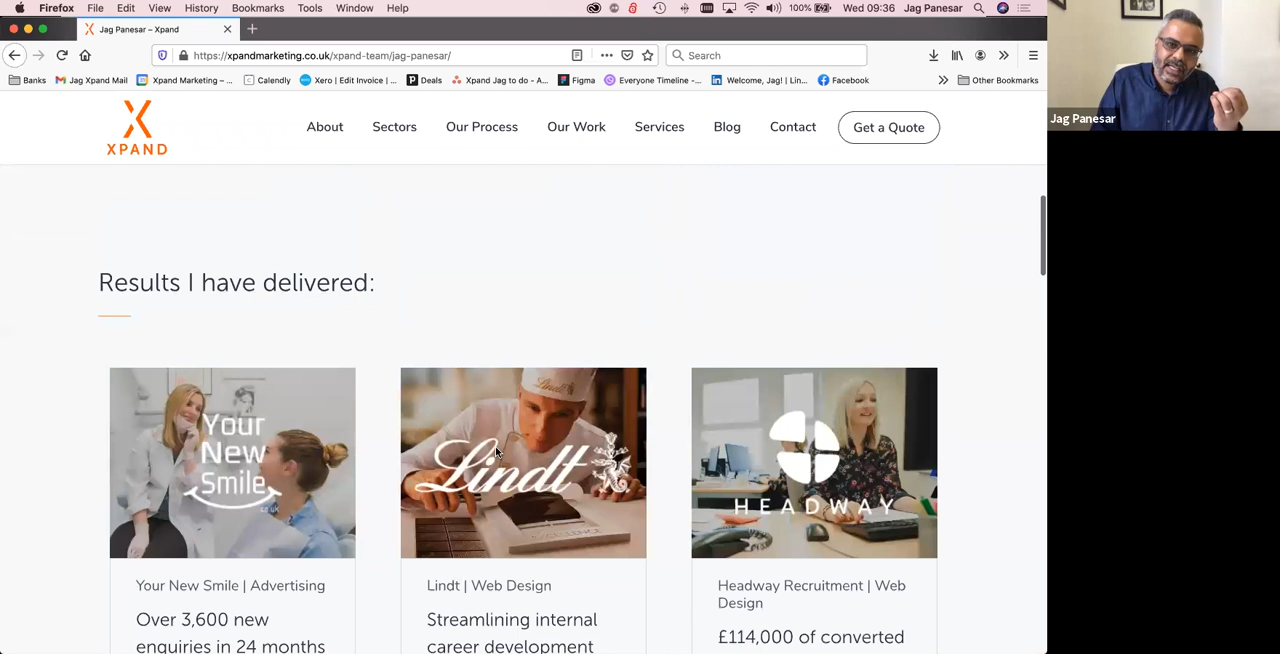 Firefox File Edit View History Bookmarks Tools Window Help 100% Wed 09:36 Jag Panesar
Jag Panesar – Xpand
https://xpandmarketing.co.uk/xpand-team/jag-panesar/ Search
Banks Jag Xpand Mail Xpand Marketing – ... Calendly Xero | Edit Invoice | ... Deals Xpand Jag to do - A... Figma Everyone Timeline -... Welcome, Jag! | Lin... Facebook Other Bookmarks
XPAND
About Sectors Our Process Our Work Services Blog Contact Get a Quote
Jag Panesar
Results I have delivered:
Your
New
Smile
.co.uk
Lindt
Lindt
EXCELLENCE
HEADWAY
Your New Smile | Advertising
Over 3,600 new
enquiries in 24 months
Lindt | Web Design
Streamlining internal
career development
Headway Recruitment | Web
Design
£114,000 of converted